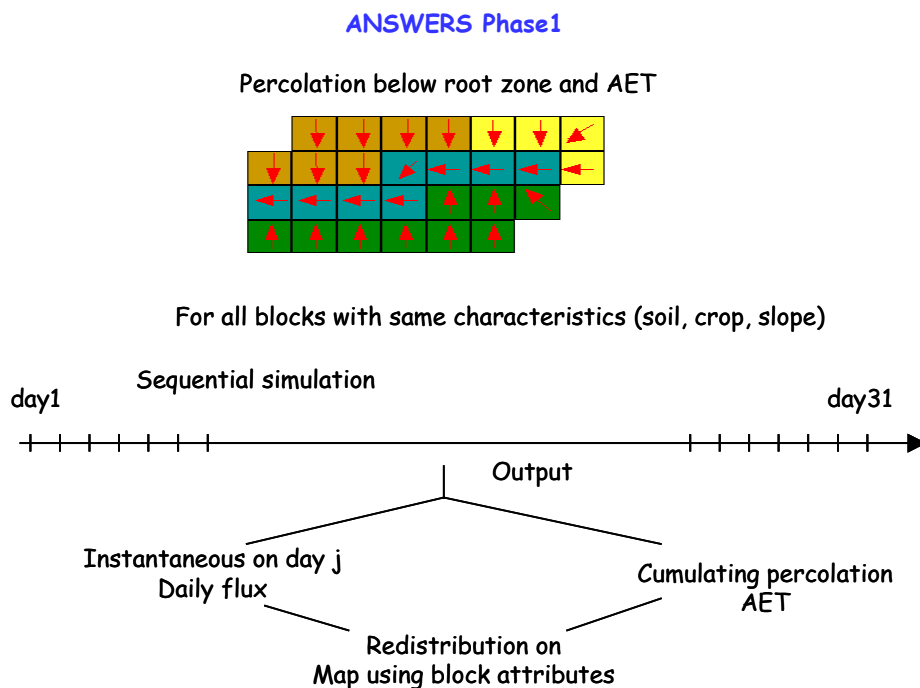 ANSWERS Phase1
Percolation below root zone and AET
For all blocks with same characteristics (soil, crop, slope)
Sequential simulation
day1
day31
Output
Instantaneous on day j
Daily flux
Cumulating percolation
AET
Redistribution on
Map using block attributes